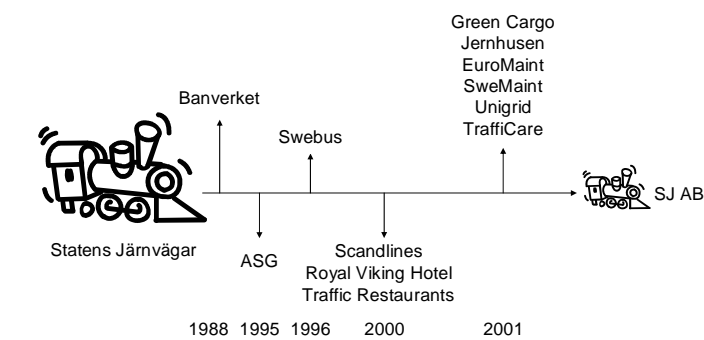 Green Cargo
Jernhusen
EuroMaint
SweMaint
Unigrid
TraffiCare
Banverket
Swebus
SJ AB
Statens Järnvägar
ASG
Scandlines
Royal Viking Hotel
Traffic Restaurants
1988 1995 1996 2000 2001